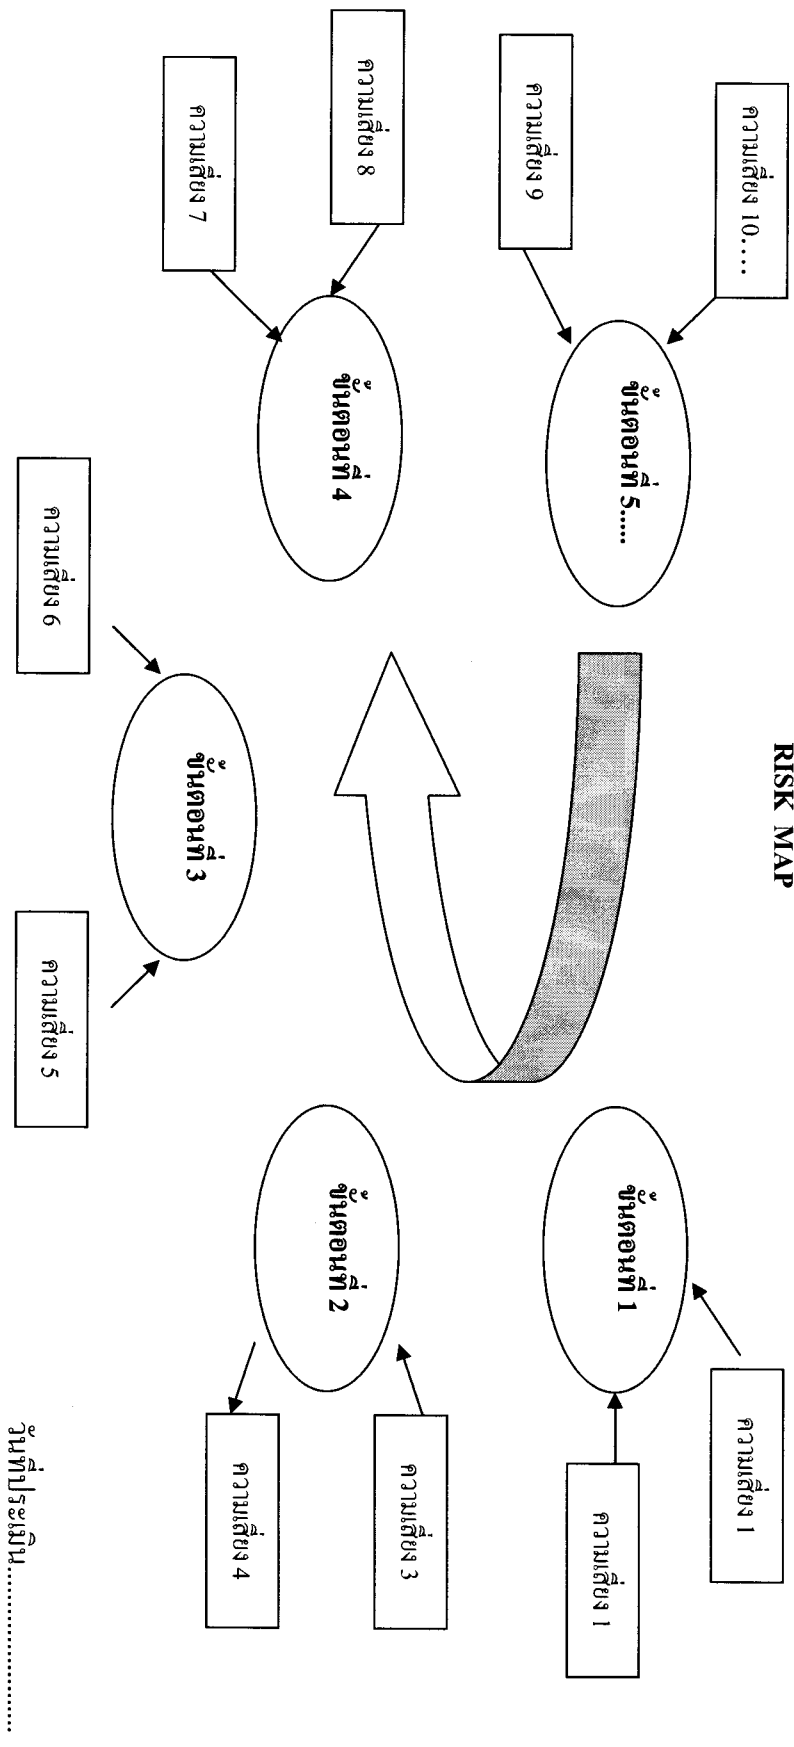 RISK MAP
ความเสี่ยง 10.....
ความเสี่ยง 1
ขั้นตอนที่ 5.....
ขั้นตอนที่ 1
ความเสี่ยง 1
ความเสี่ยง 9
ความเสี่ยง 8
ขั้นตอนที่ 4
ขั้นตอนที่ 2
ความเสี่ยง 3
ความเสี่ยง 7
ความเสี่ยง 4
ขั้นตอนที่ 3
ความเสี่ยง 6
ความเสี่ยง 5
วันที่ประเมิน............................